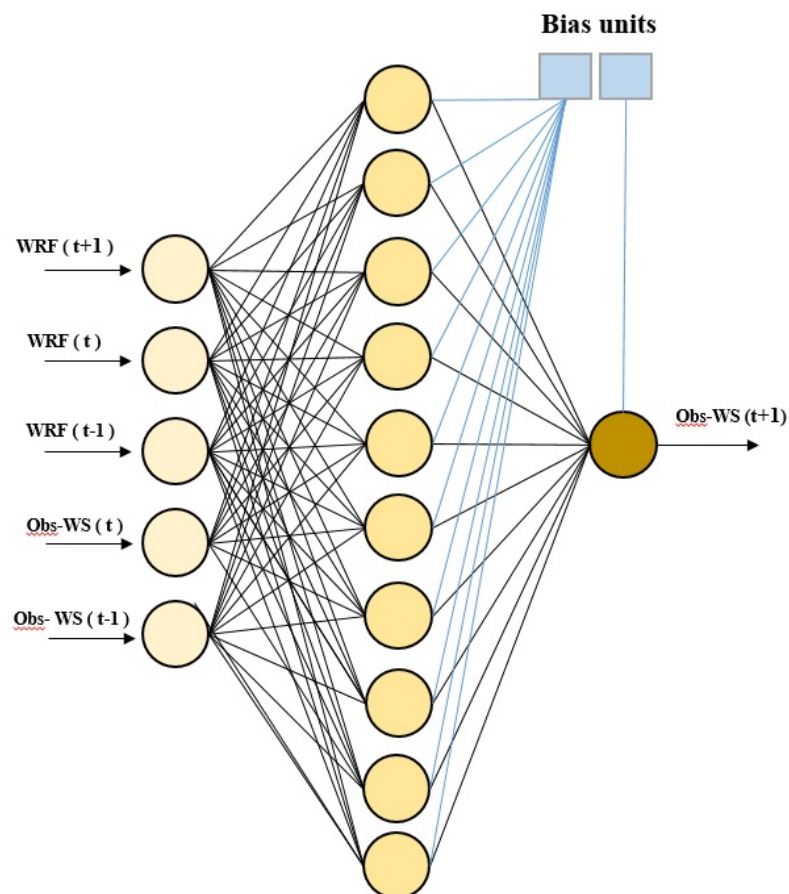 Bias units
WRF ( t+1 )
WRF ( t )
WRF ( t-1 )
Obs-WS ( t )
Obs- WS ( t-1 )
Obs-WS (t+1)